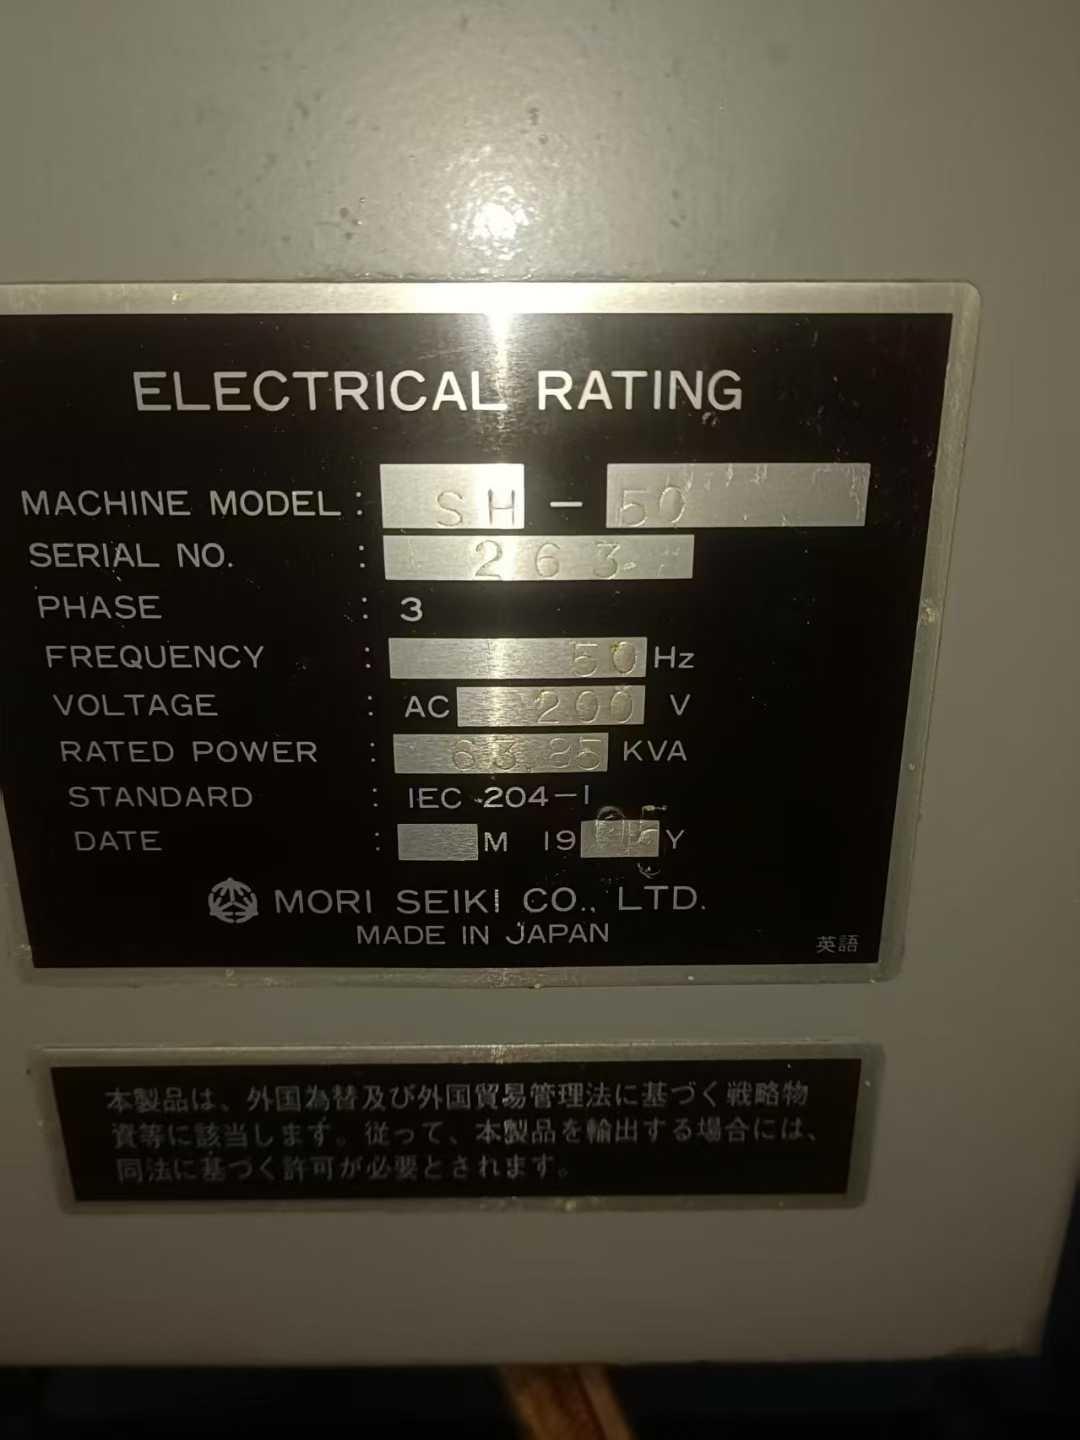 ELECTRICAL RATING
MACHINE MODEL : SH - 50
SERIAL NO. : 263
PHASE : 3
FREQUENCY : 50 Hz
VOLTAGE : AC 200 V
RATED POWER : 63.85 KVA
STANDARD : IEC 204-1
DATE : M 19 Y
MORI SEIKI CO., LTD.
MADE IN JAPAN
英語
本製品は、外国為替及び外国貿易管理法に基づく戦略物
資等に該当します。従って、本製品を輸出する場合には、
同法に基づく許可が必要とされます。